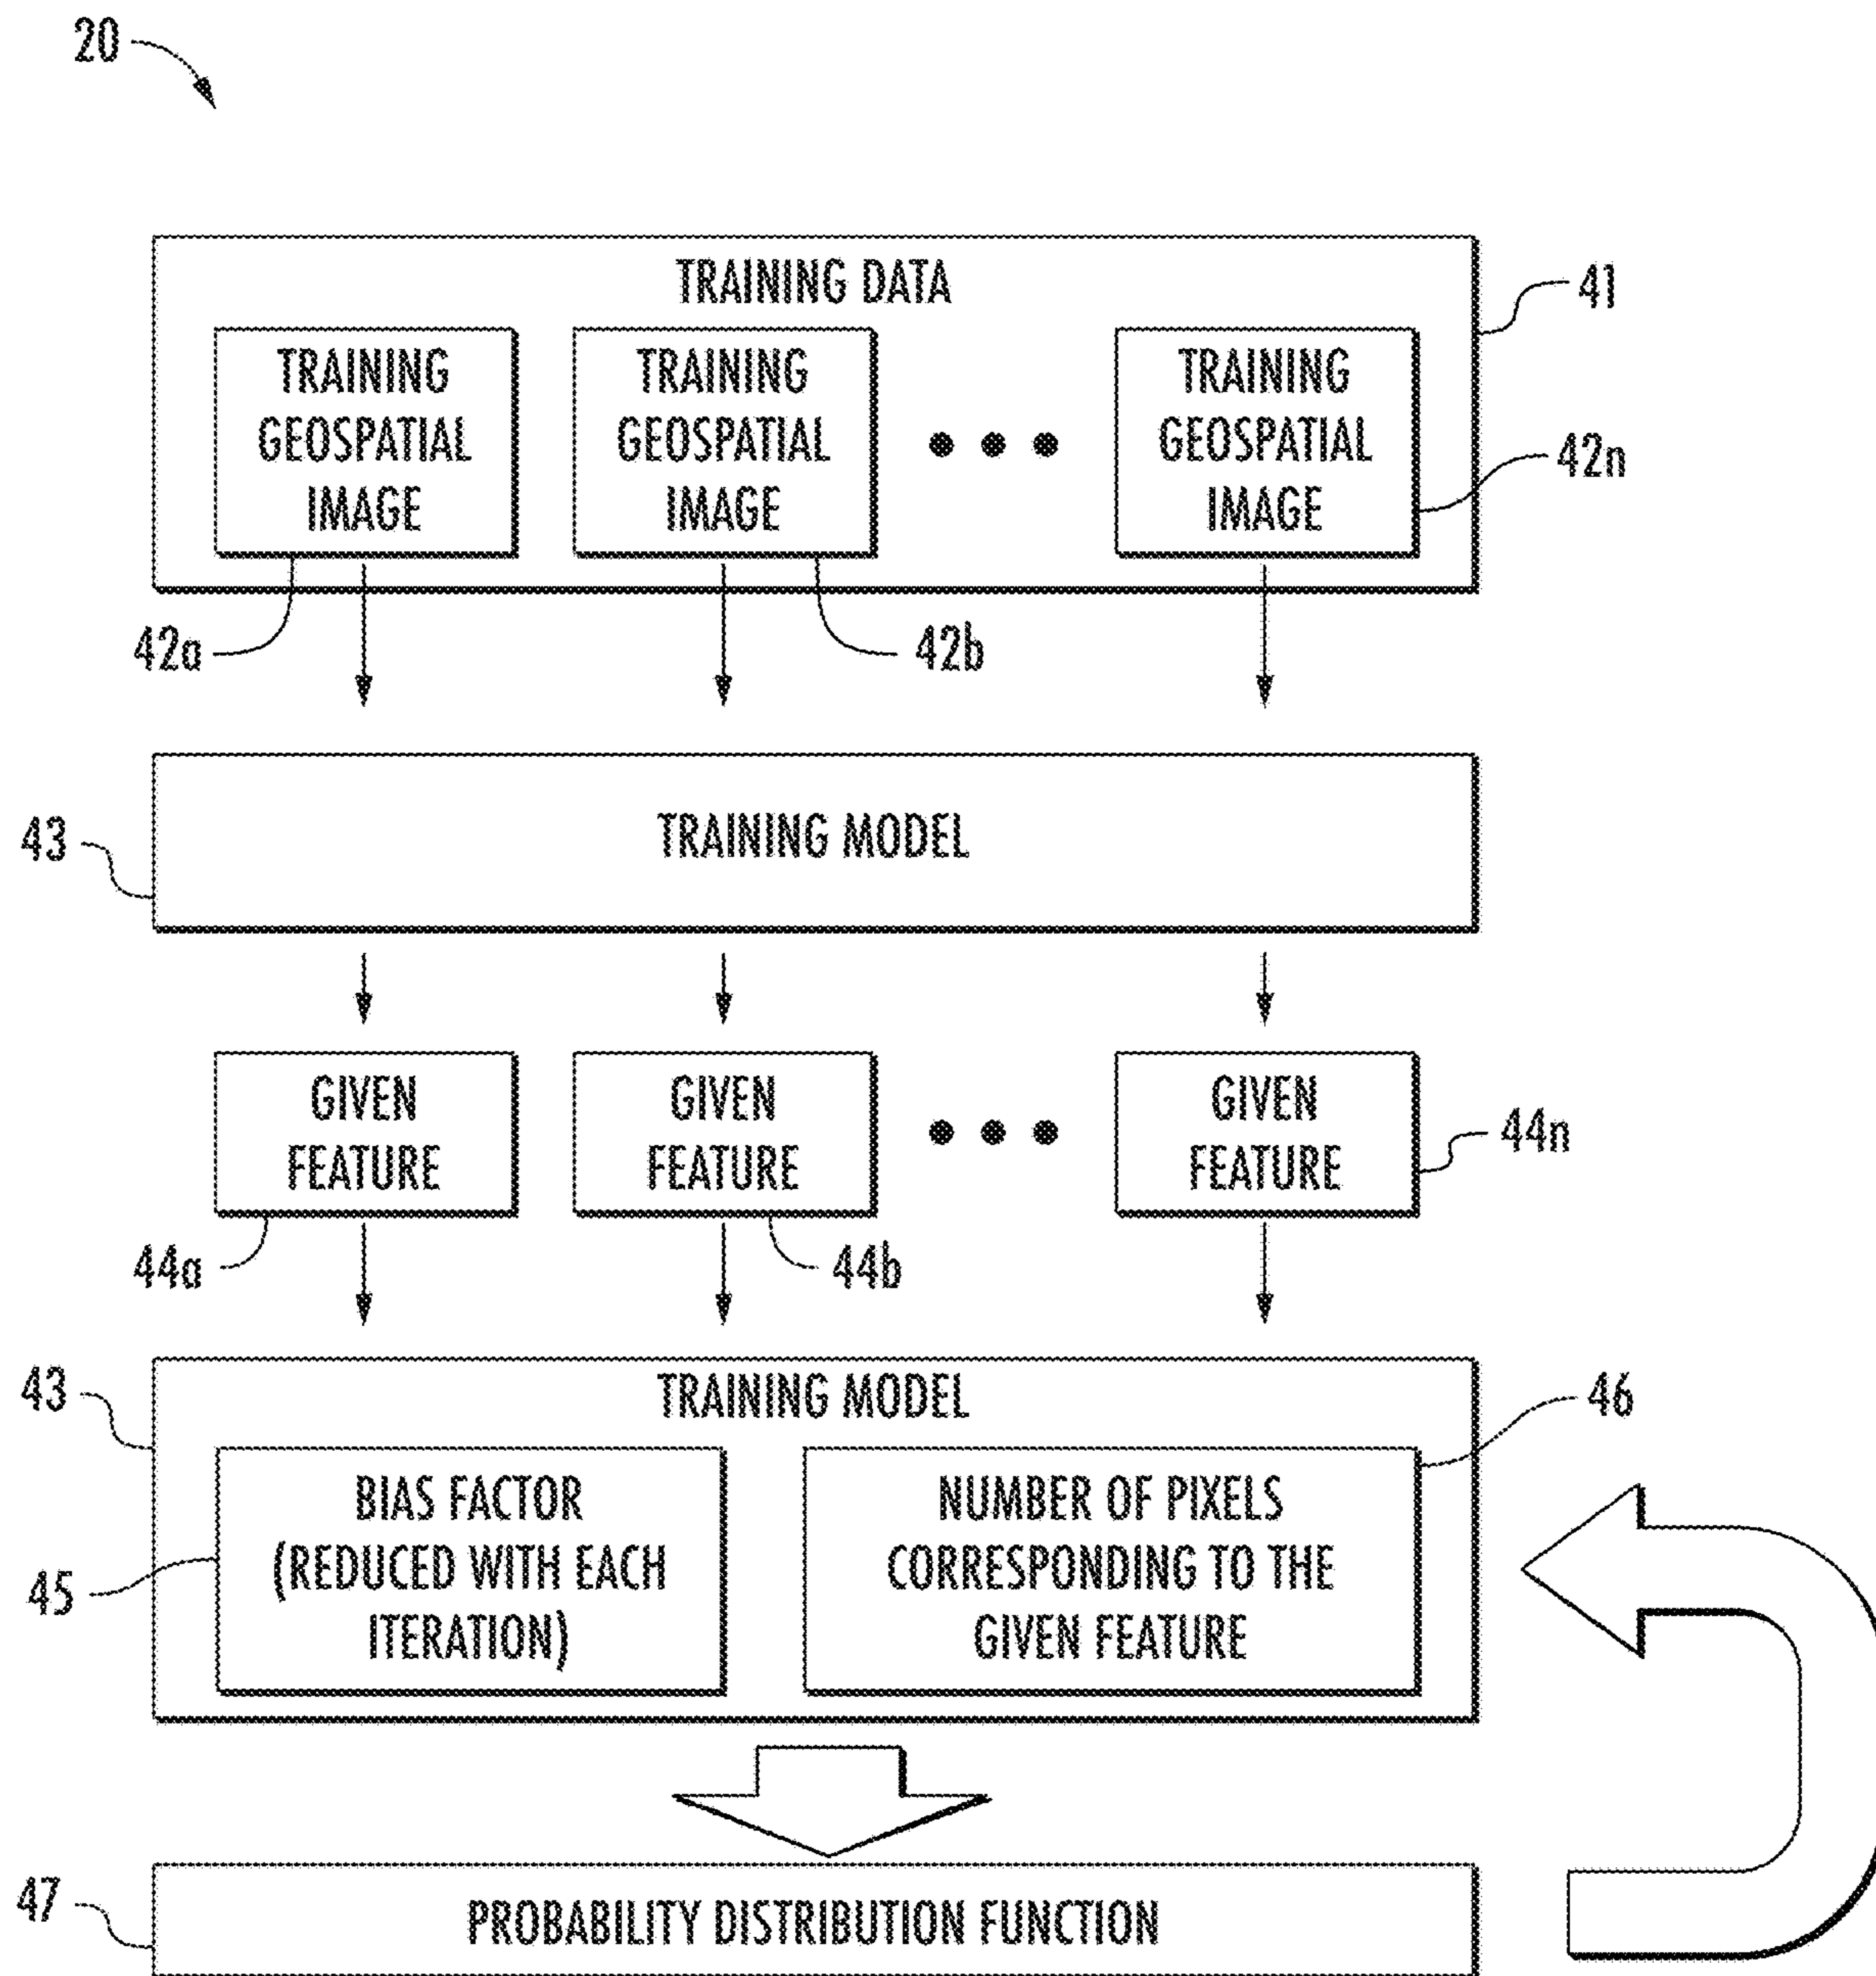 20
TRAINING DATA
41
TRAINING
GEOSPATIAL
IMAGE
TRAINING
GEOSPATIAL
IMAGE
TRAINING
GEOSPATIAL
IMAGE
42n
42a
42b
TRAINING MODEL
43
GIVEN
FEATURE
GIVEN
FEATURE
GIVEN
FEATURE
44n
44a
44b
43
TRAINING MODEL
46
BIAS FACTOR
(REDUCED WITH EACH
ITERATION)
45
NUMBER OF PIXELS
CORRESPONDING TO THE
GIVEN FEATURE
47
PROBABILITY DISTRIBUTION FUNCTION